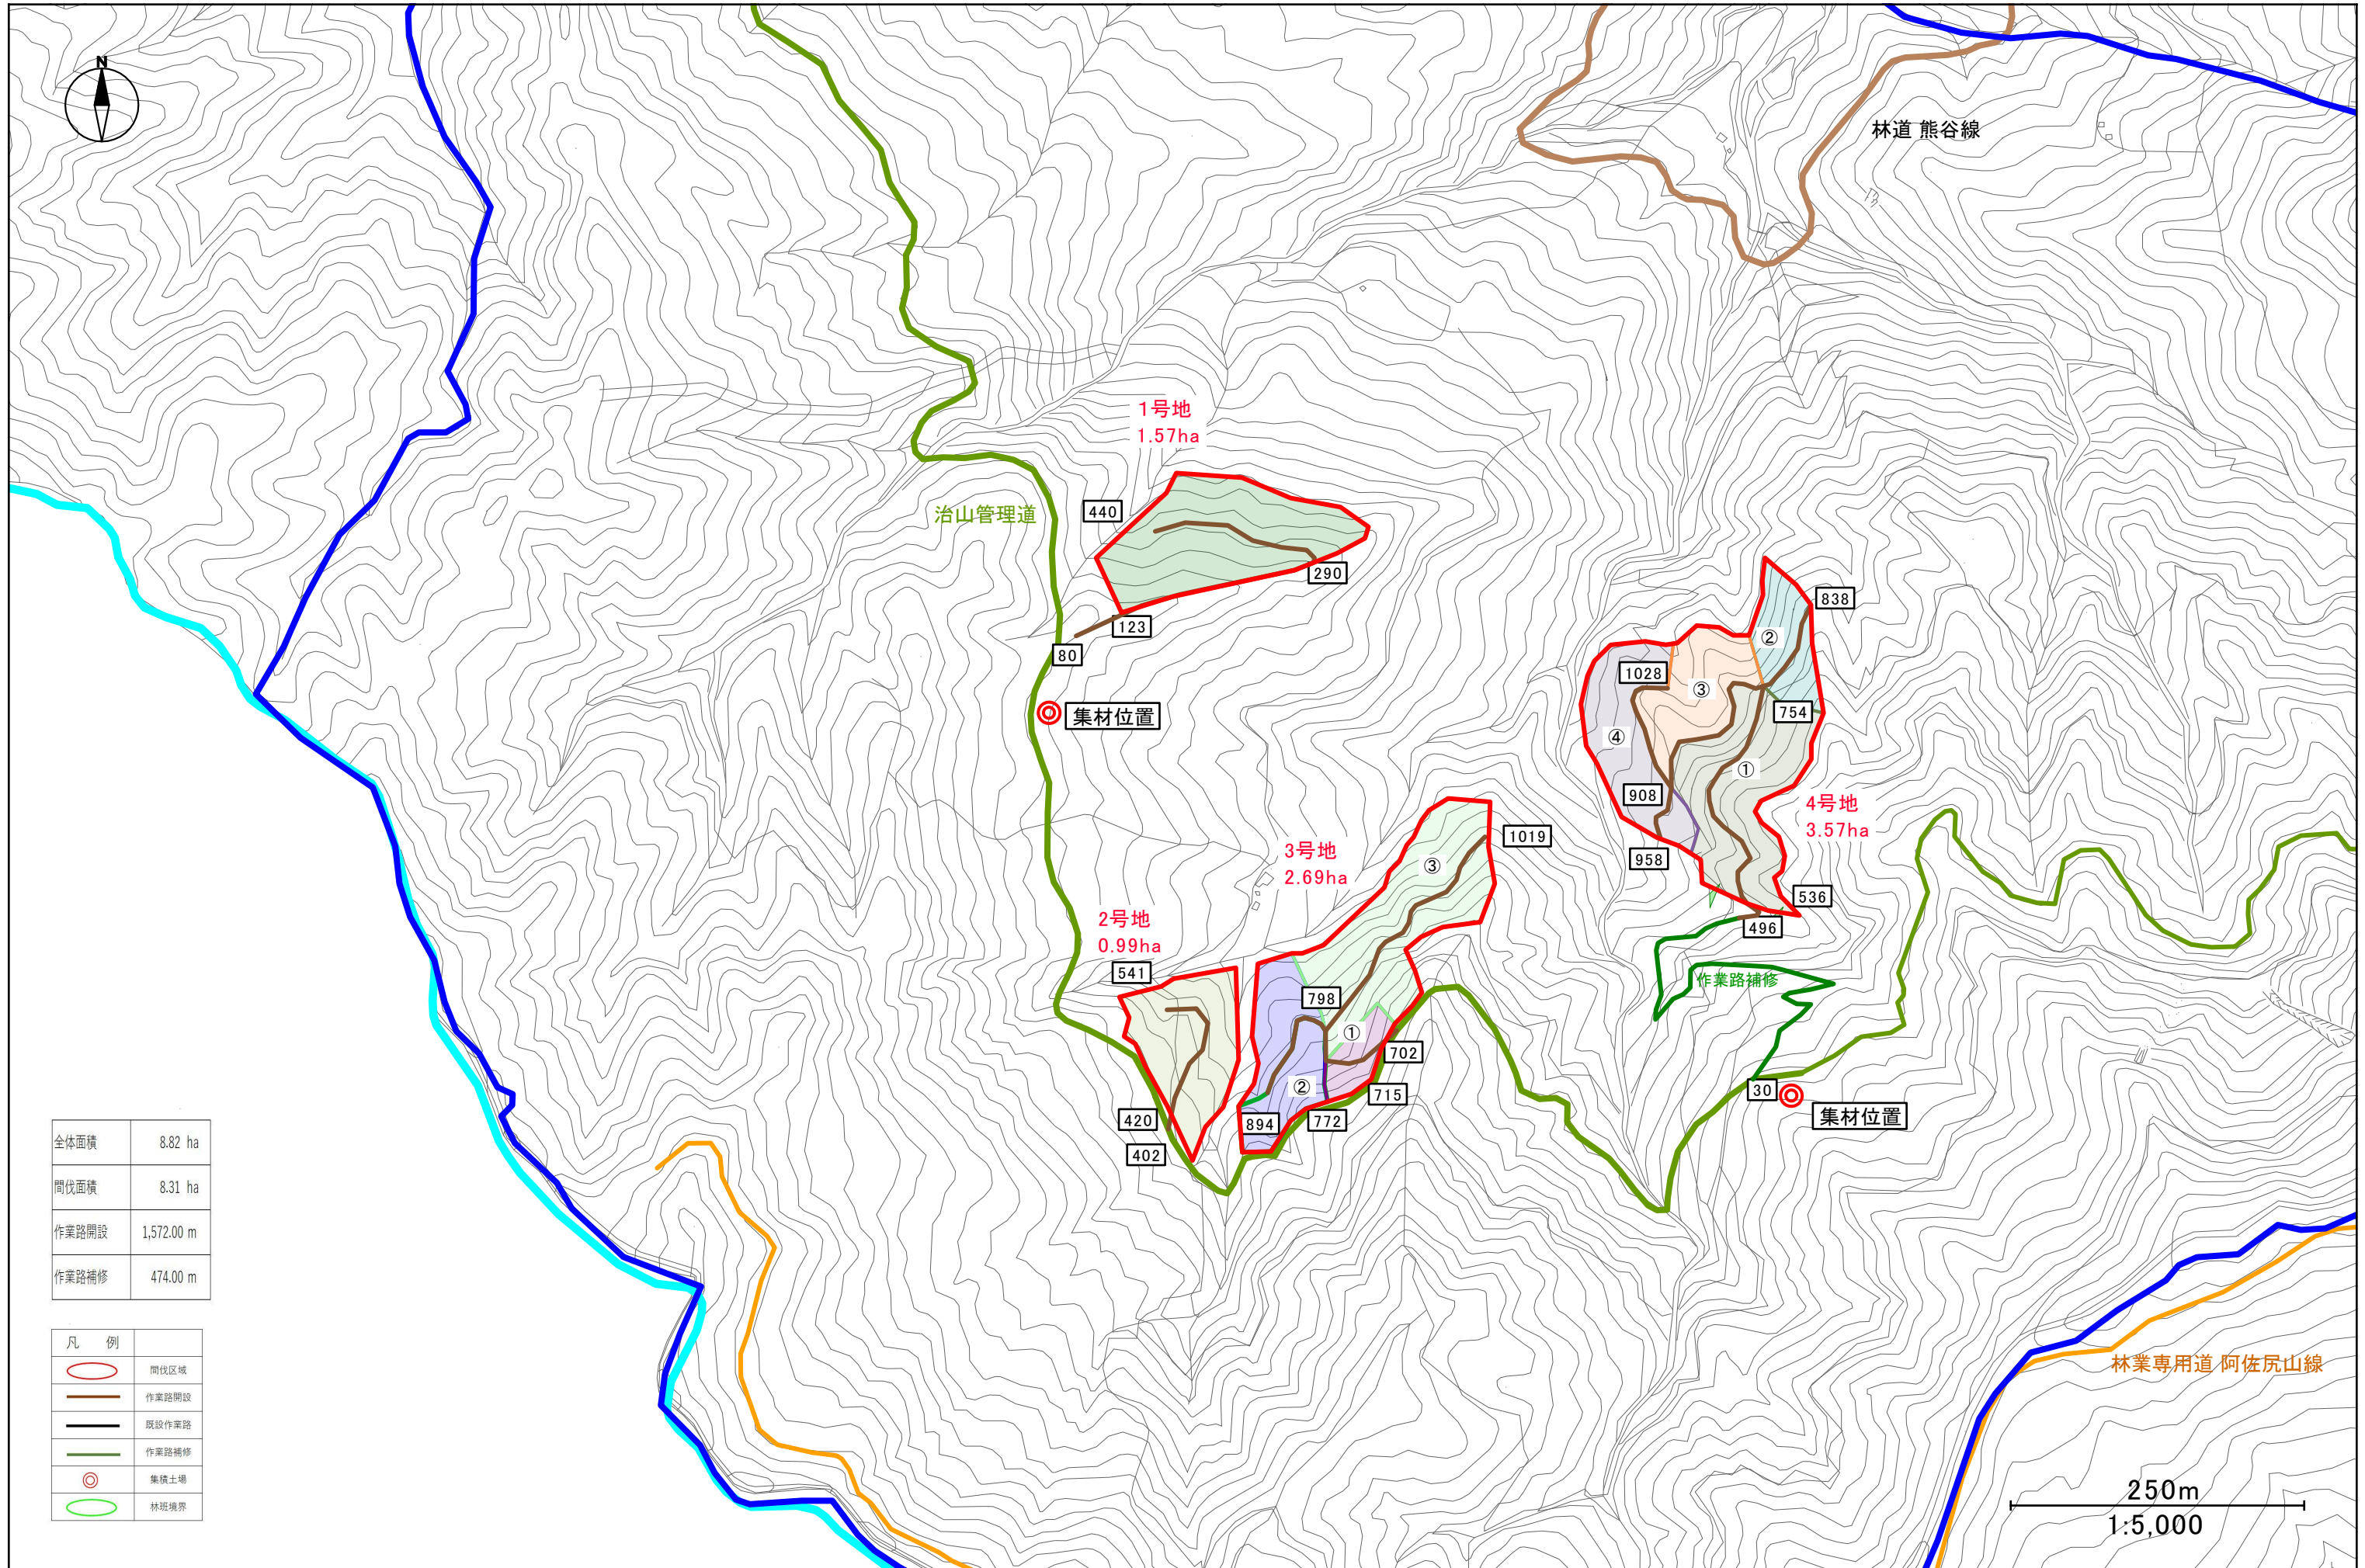 N
林道 熊谷線
1号地
1.57ha
治山管理道
440
290
123
80
集材位置
838
②
1028
③
754
④
①
908
4号地
3.57ha
958
536
496
3号地
2.69ha
③
1019
2号地
0.99ha
541
798
①
702
②
715
420
894
772
402
作業路補修
30
集材位置
全体面積 8.82 ha
間伐面積 8.31 ha
作業路開設 1,572.00 m
作業路補修 474.00 m
凡 例
間伐区域
作業路開設
既設作業路
作業路補修
集積土場
林班境界
林業専用道 阿佐尻山線
250m
1:5,000